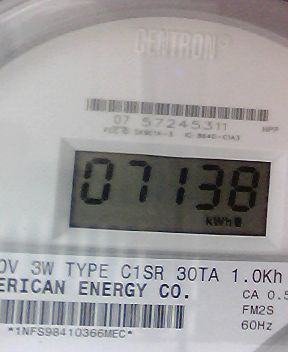 CENTRON®
07 57245311 NPP
07138
kWh
0V 3W TYPE C1SR 30TA 1.0Kh
ERICAN ENERGY CO.
CA 0.5
FM2S
60Hz
*1NFS98410366MEC*